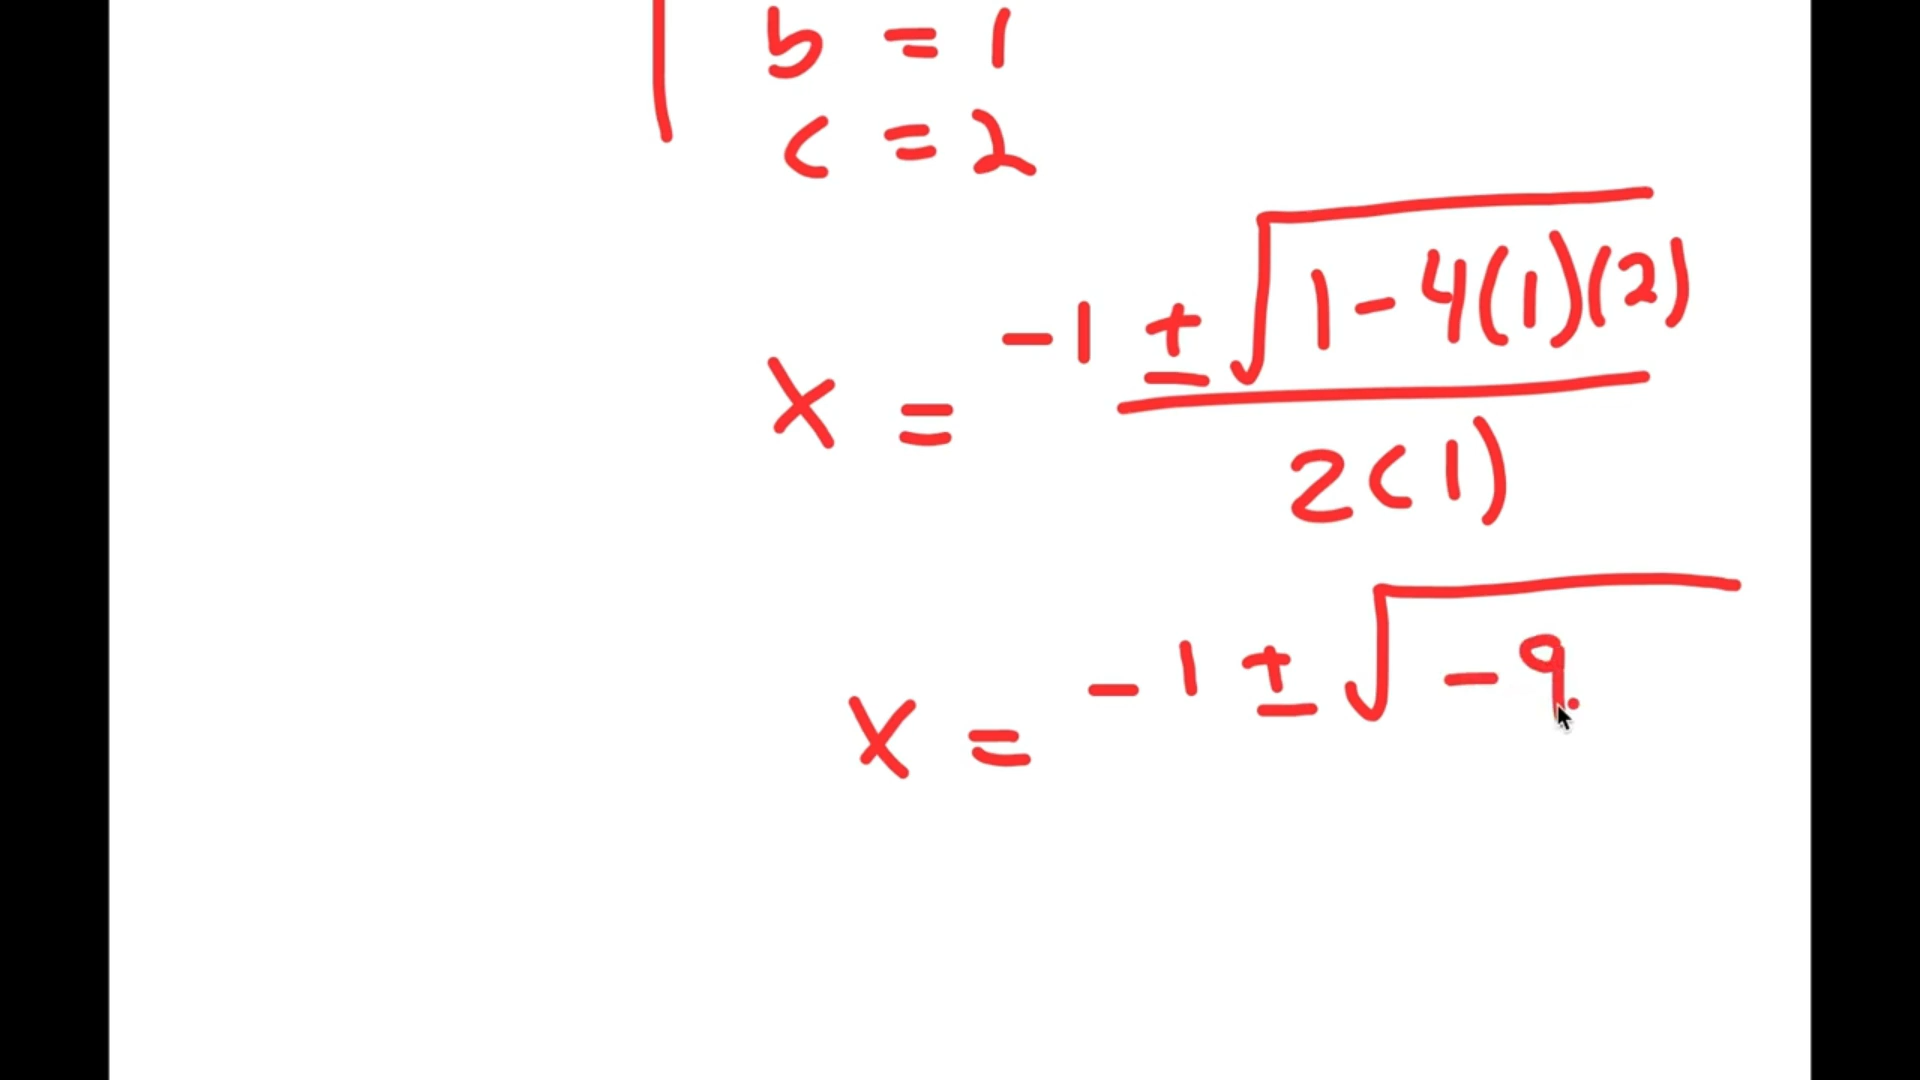 b = 1
c = 2
x = -1 ± √1-4(1)(2) / 2(1)
x = -1 ± √-9